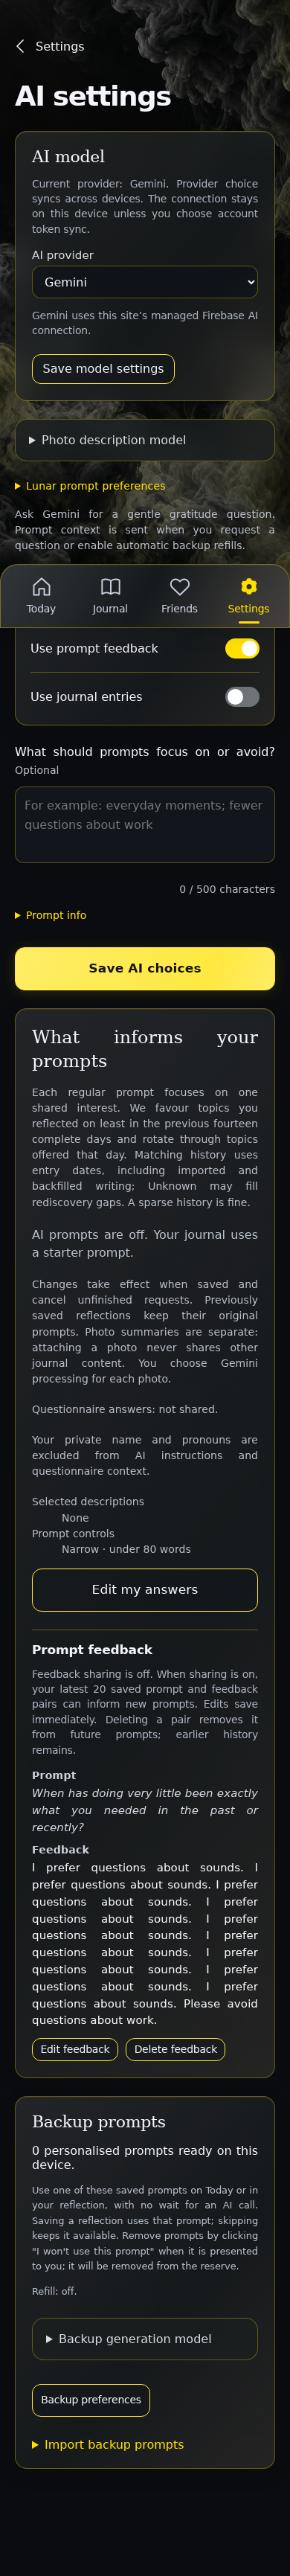 Settings
AI settings
AI model
Current provider: Gemini. Provider choice
syncs across devices. The connection stays
on this device unless you choose account
token sync.
AI provider
Gemini
Gemini uses this site’s managed Firebase AI
connection.
Save model settings
Photo description model
Lunar prompt preferences
Ask Gemini for a gentle gratitude question.
Prompt context is sent when you request a
question or enable automatic backup refills.
Today
Journal
Friends
Settings
Use prompt feedback
Use journal entries
What should prompts focus on or avoid?
Optional
For example: everyday moments; fewer
questions about work
0 / 500 characters
Prompt info
Save AI choices
What informs your
prompts
Each regular prompt focuses on one
shared interest. We favour topics you
reflected on least in the previous fourteen
complete days and rotate through topics
offered that day. Matching history uses
entry dates, including imported and
backfilled writing; Unknown may fill
rediscovery gaps. A sparse history is fine.
AI prompts are off. Your journal uses
a starter prompt.
Changes take effect when saved and
cancel unfinished requests. Previously
saved reflections keep their original
prompts. Photo summaries are separate:
attaching a photo never shares other
journal content. You choose Gemini
processing for each photo.
Questionnaire answers: not shared.
Your private name and pronouns are
excluded from AI instructions and
questionnaire context.
Selected descriptions
None
Prompt controls
Narrow · under 80 words
Edit my answers
Prompt feedback
Feedback sharing is off. When sharing is on,
your latest 20 saved prompt and feedback
pairs can inform new prompts. Edits save
immediately. Deleting a pair removes it
from future prompts; earlier history
remains.
Prompt
When has doing very little been exactly
what you needed in the past or
recently?
Feedback
I prefer questions about sounds. I
prefer questions about sounds. I prefer
questions about sounds. I prefer
questions about sounds. I prefer
questions about sounds. I prefer
questions about sounds. I prefer
questions about sounds. I prefer
questions about sounds. I prefer
questions about sounds. Please avoid
questions about work.
Edit feedback
Delete feedback
Backup prompts
0 personalised prompts ready on this
device.
Use one of these saved prompts on Today or in
your reflection, with no wait for an AI call.
Saving a reflection uses that prompt; skipping
keeps it available. Remove prompts by clicking
"I won't use this prompt" when it is presented
to you; it will be removed from the reserve.
Refill: off.
Backup generation model
Backup preferences
Import backup prompts